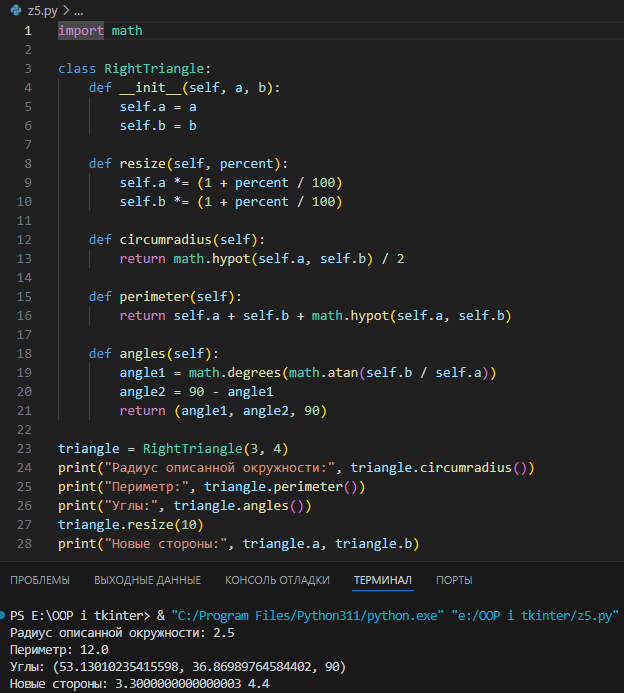 z5.py > ...
1 import math
2
3 class RightTriangle:
4     def __init__(self, a, b):
5         self.a = a
6         self.b = b
7
8     def resize(self, percent):
9         self.a *= (1 + percent / 100)
10         self.b *= (1 + percent / 100)
11
12     def circumradius(self):
13         return math.hypot(self.a, self.b) / 2
14
15     def perimeter(self):
16         return self.a + self.b + math.hypot(self.a, self.b)
17
18     def angles(self):
19         angle1 = math.degrees(math.atan(self.b / self.a))
20         angle2 = 90 - angle1
21         return (angle1, angle2, 90)
22
23 triangle = RightTriangle(3, 4)
24 print("Радиус описанной окружности:", triangle.circumradius())
25 print("Периметр:", triangle.perimeter())
26 print("Углы:", triangle.angles())
27 triangle.resize(10)
28 print("Новые стороны:", triangle.a, triangle.b)
ПРОБЛЕМЫ ВЫХОДНЫЕ ДАННЫЕ КОНСОЛЬ ОТЛАДКИ ТЕРМИНАЛ ПОРТЫ
PS E:\OOP i tkinter> & "C:/Program Files/Python311/python.exe" "e:/OOP i tkinter/z5.py"
Радиус описанной окружности: 2.5
Периметр: 12.0
Углы: (53.13010235415598, 36.86989764584402, 90)
Новые стороны: 3.3000000000000003 4.4